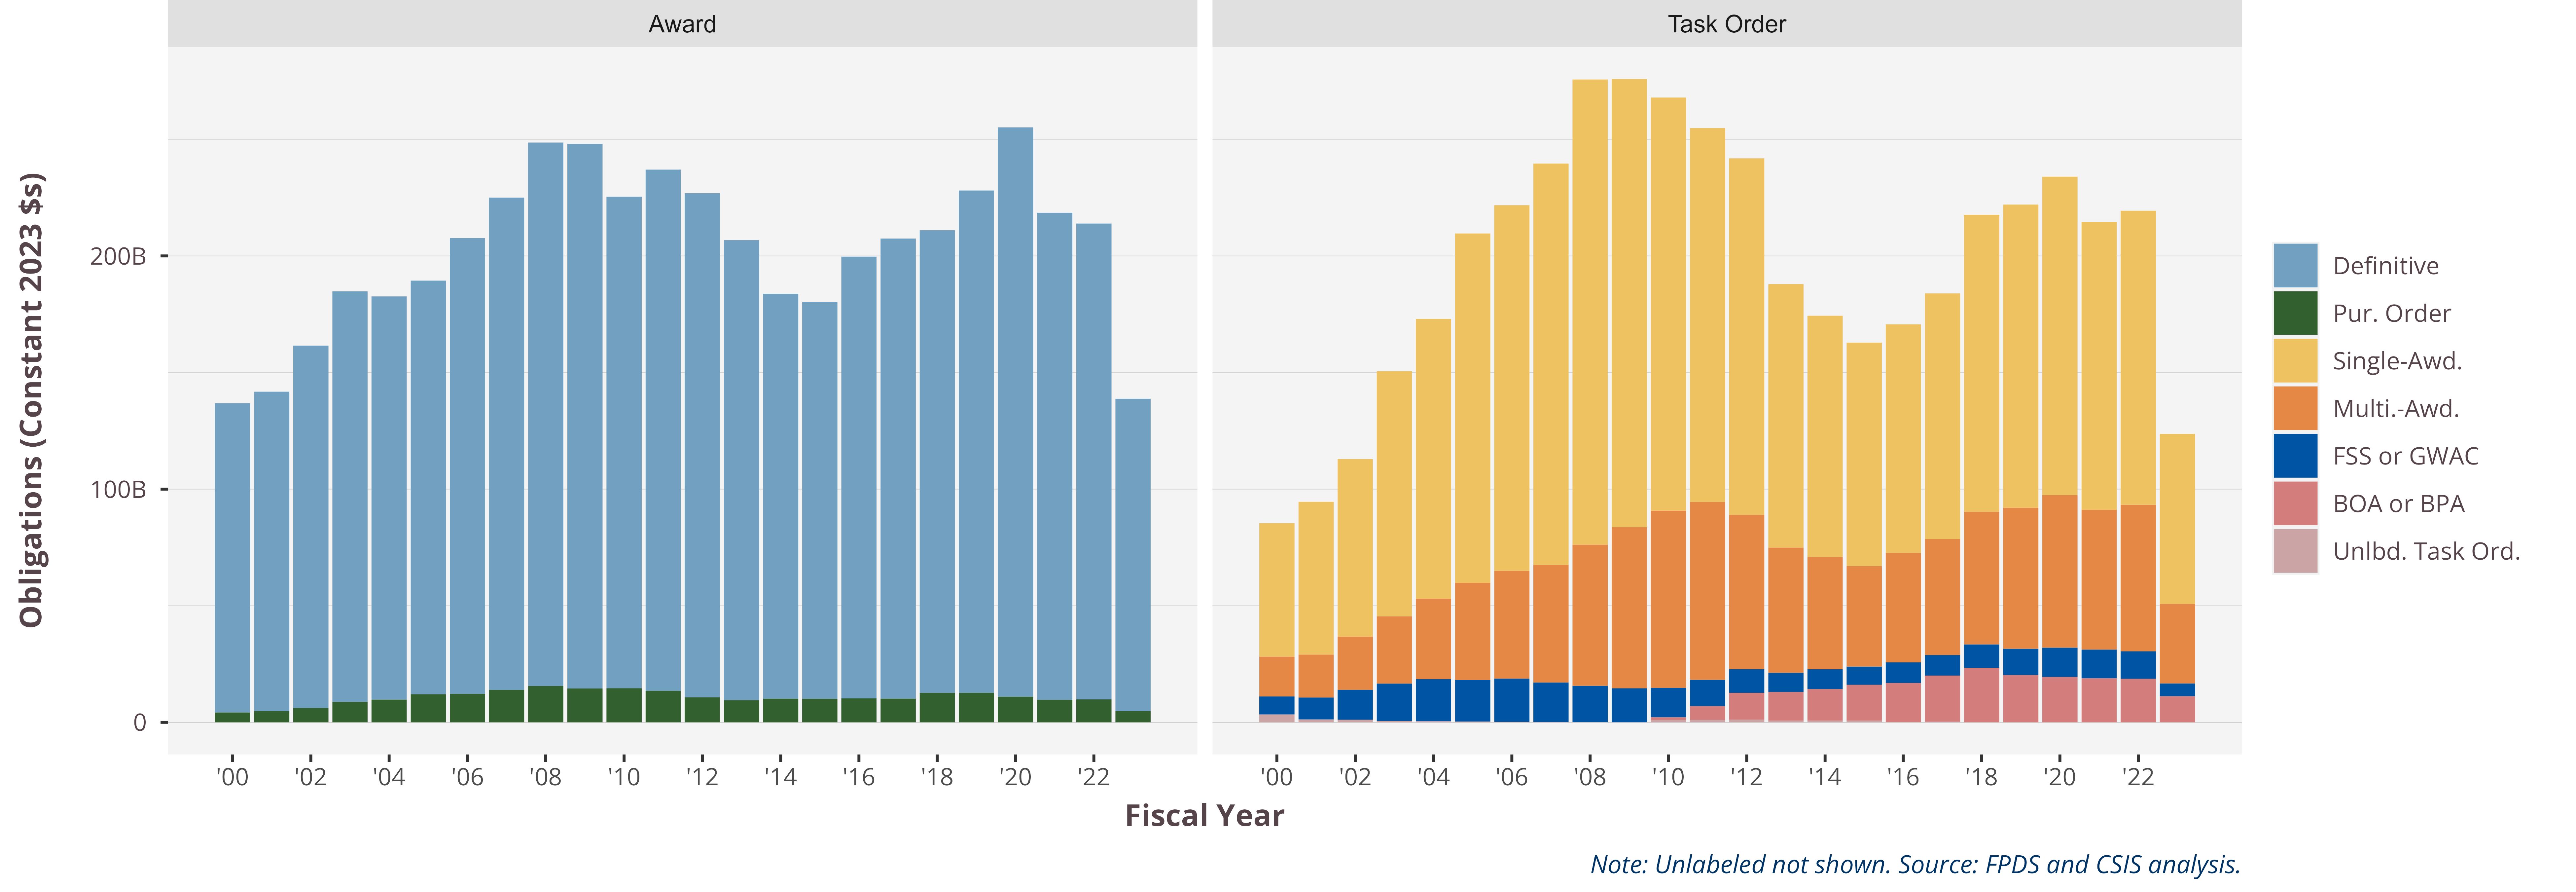 Award
Task Order
Obligations (Constant 2023 $s)
200B
100B
0
'00 '02 '04 '06 '08 '10 '12 '14 '16 '18 '20 '22
'00 '02 '04 '06 '08 '10 '12 '14 '16 '18 '20 '22
Fiscal Year
Definitive
Pur. Order
Single-Awd.
Multi.-Awd.
FSS or GWAC
BOA or BPA
Unlbd. Task Ord.
Note: Unlabeled not shown. Source: FPDS and CSIS analysis.